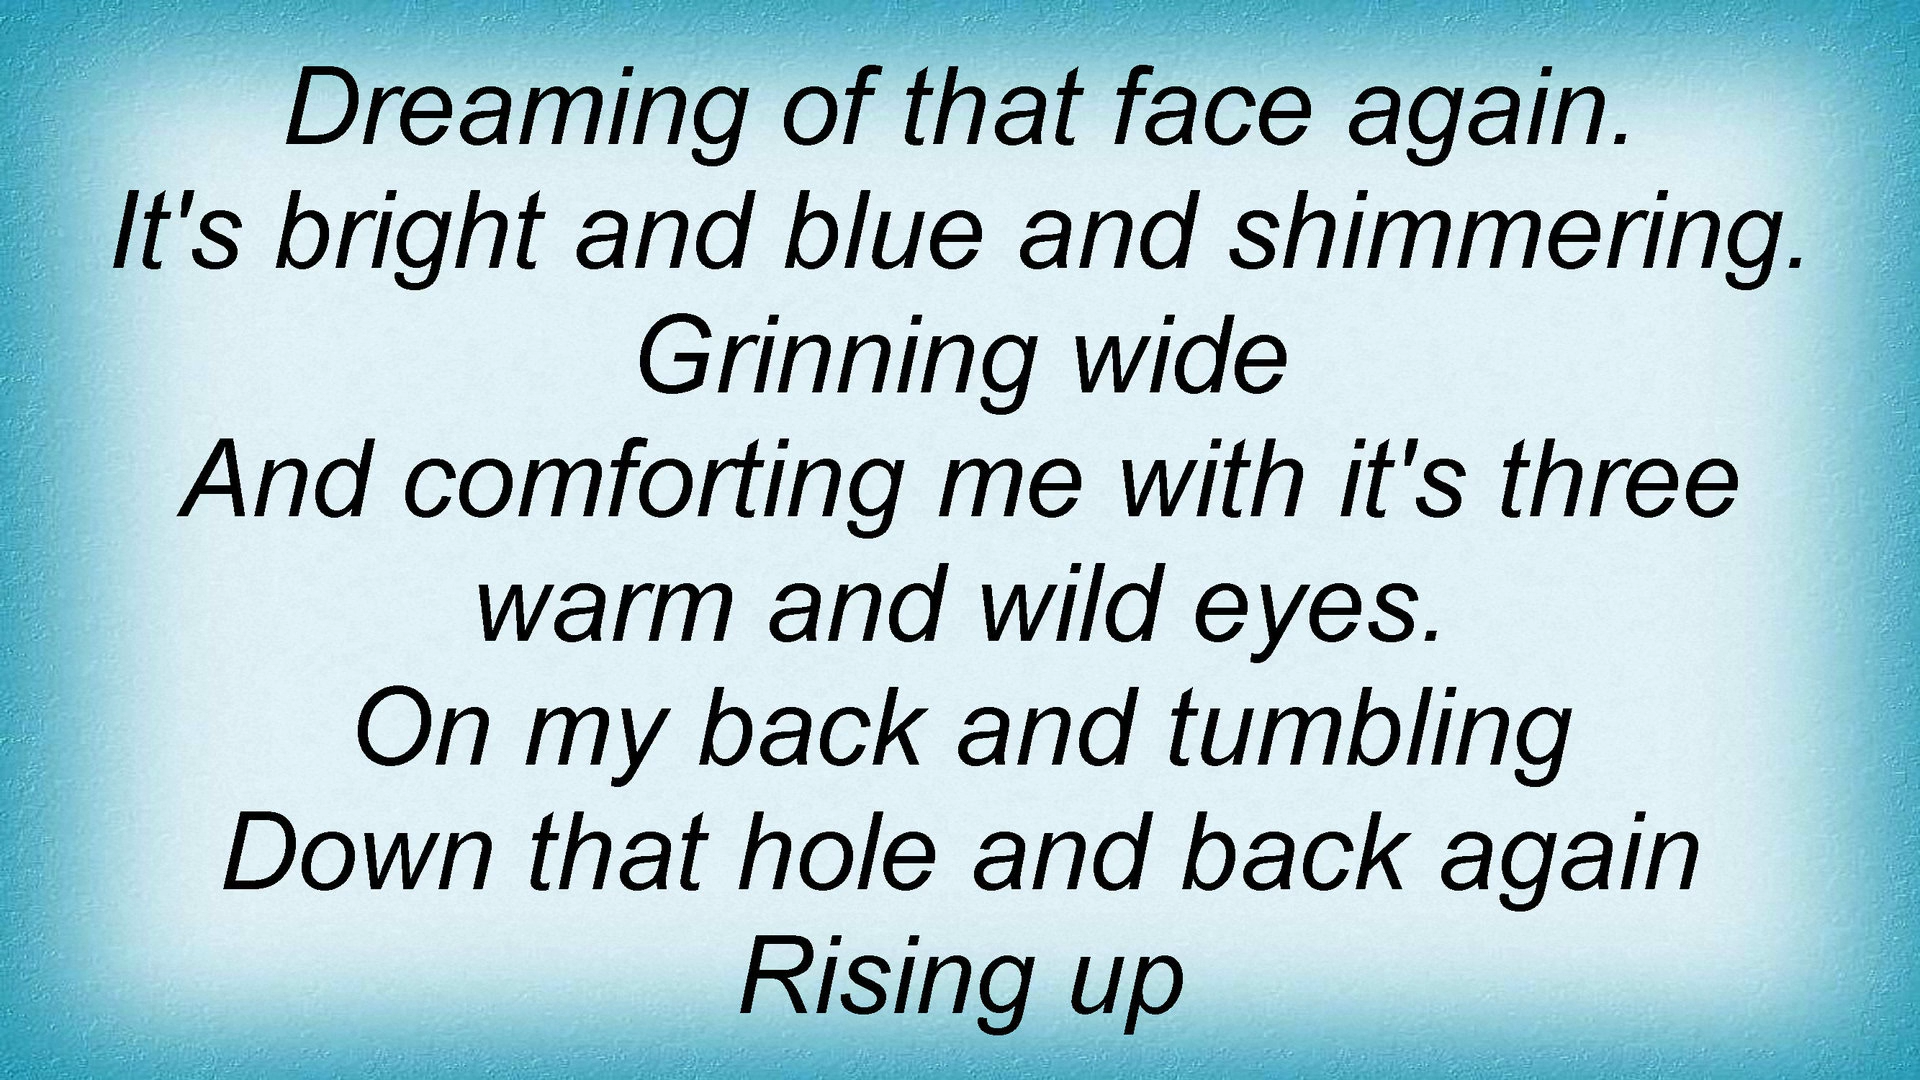 Dreaming of that face again.
It's bright and blue and shimmering.
Grinning wide
And comforting me with it's three
warm and wild eyes.
On my back and tumbling
Down that hole and back again
Rising up